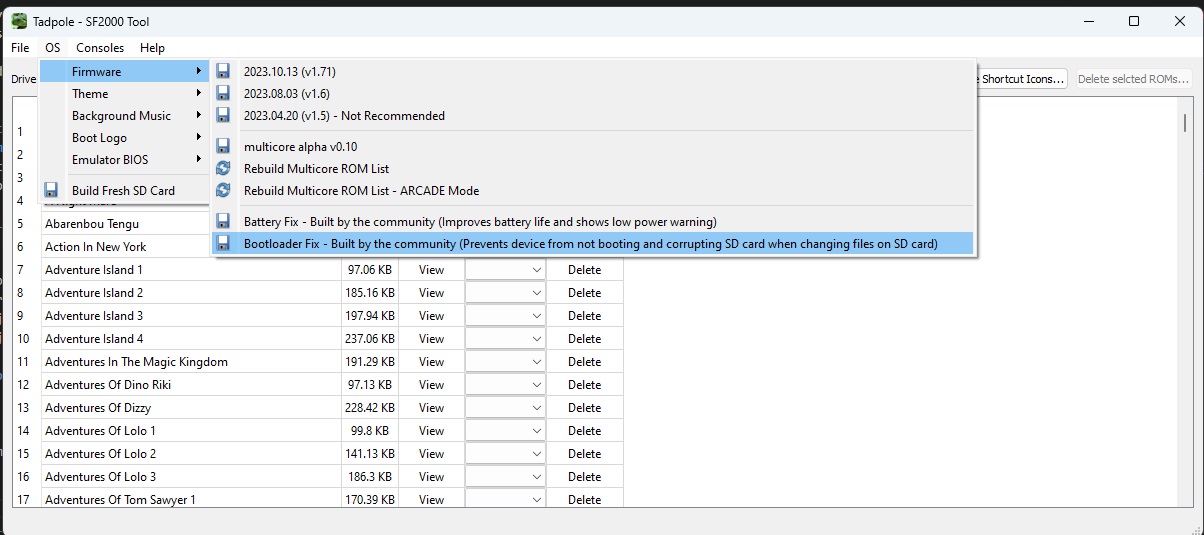 Tadpole - SF2000 Tool
File OS Consoles Help
Drive
Shortcut Icons... Delete selcted ROMs...
Firmware
Theme
Background Music
Boot Logo
Emulator BIOS
Build Fresh SD Card
2023.10.13 (v1.71)
2023.08.03 (v1.6)
2023.04.20 (v1.5) - Not Recommended
multicore alpha v0.10
Rebuild Multicore ROM List
Rebuild Multicore ROM List - ARCADE Mode
Battery Fix - Built by the community (Improves battery life and shows low power warning)
Bootloader Fix - Built by the community (Prevents device from not booting and corrupting SD card when changing files on SD card)
1
2
3
4
5 Abarenbou Tengu
6 Action In New York
7 Adventure Island 1 97.06 KB View Delete
8 Adventure Island 2 185.16 KB View Delete
9 Adventure Island 3 197.94 KB View Delete
10 Adventure Island 4 237.06 KB View Delete
11 Adventures In The Magic Kingdom 191.29 KB View Delete
12 Adventures Of Dino Riki 97.13 KB View Delete
13 Adventures Of Dizzy 228.42 KB View Delete
14 Adventures Of Lolo 1 99.8 KB View Delete
15 Adventures Of Lolo 2 141.13 KB View Delete
16 Adventures Of Lolo 3 186.3 KB View Delete
17 Adventures Of Tom Sawyer 1 170.39 KB View Delete